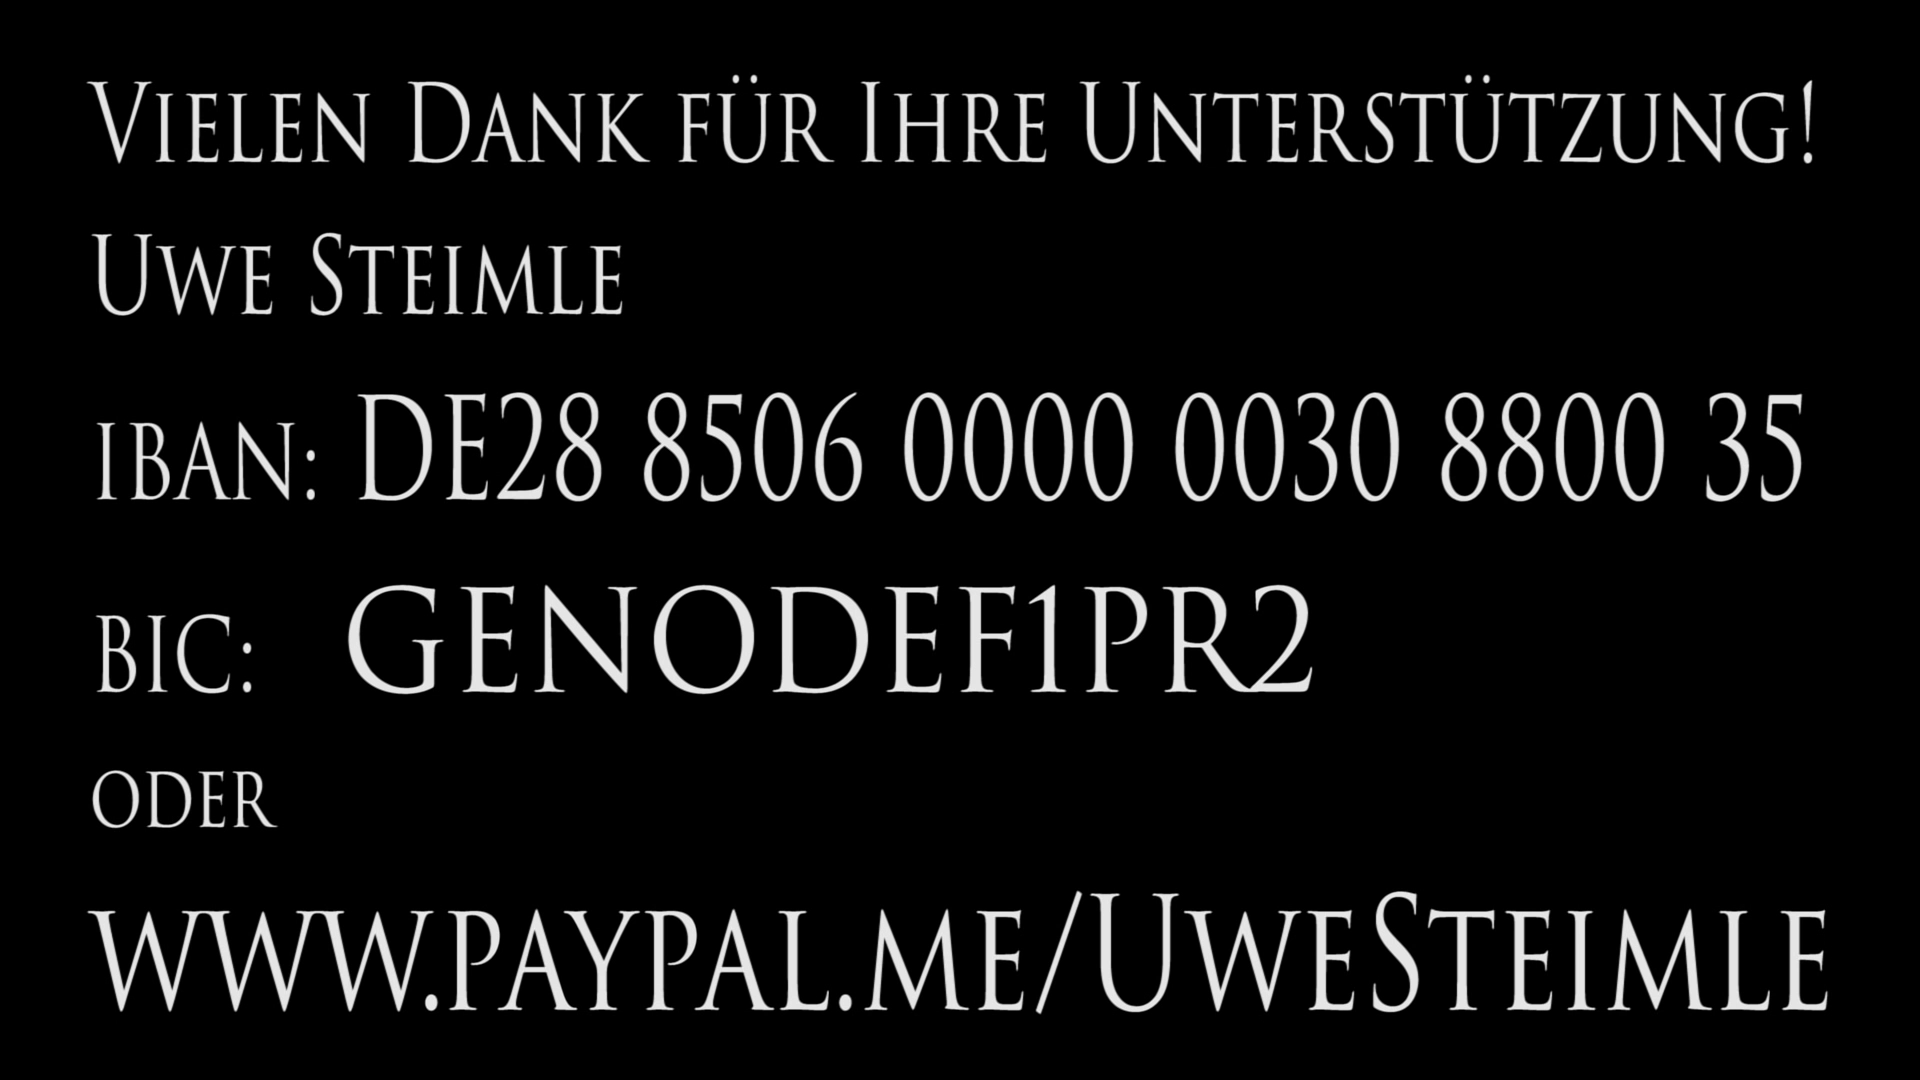 Vielen Dank für Ihre Unterstützung!
Uwe Steimle
IBAN: DE28 8506 0000 0030 8800 35
BIC: GENODEF1PR2
oder
www.paypal.me/UweSteimle